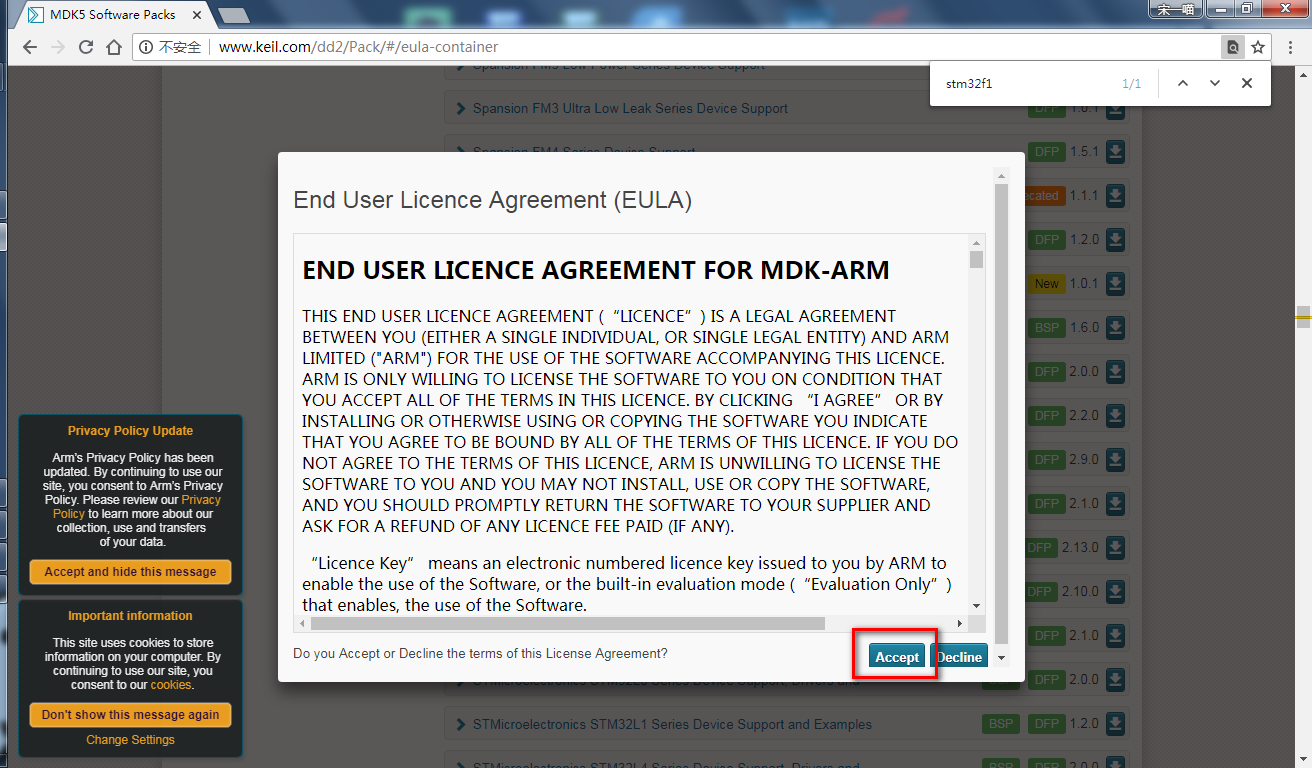 MDK5 Software Packs
宋一喵
不安全
www.keil.com/dd2/Pack/#/eula-container
stm32f1
1/1
Spansion FM3 Low Power Series Device Support
Spansion FM3 Ultra Low Leak Series Device Support
DFP 1.0.1
Spansion FM4 Series Device Support
DFP 1.5.1
ecated 1.1.1
DFP 1.2.0
New 1.0.1
BSP 1.6.0
DFP 2.0.0
DFP 2.2.0
DFP 2.9.0
DFP 2.1.0
DFP 2.13.0
DFP 2.10.0
DFP 2.1.0
DFP 2.0.0
End User Licence Agreement (EULA)
END USER LICENCE AGREEMENT FOR MDK-ARM
THIS END USER LICENCE AGREEMENT (“LICENCE”) IS A LEGAL AGREEMENT
BETWEEN YOU (EITHER A SINGLE INDIVIDUAL, OR SINGLE LEGAL ENTITY) AND ARM
LIMITED ("ARM") FOR THE USE OF THE SOFTWARE ACCOMPANYING THIS LICENCE.
ARM IS ONLY WILLING TO LICENSE THE SOFTWARE TO YOU ON CONDITION THAT
YOU ACCEPT ALL OF THE TERMS IN THIS LICENCE. BY CLICKING “I AGREE” OR BY
INSTALLING OR OTHERWISE USING OR COPYING THE SOFTWARE YOU INDICATE
THAT YOU AGREE TO BE BOUND BY ALL OF THE TERMS OF THIS LICENCE. IF YOU DO
NOT AGREE TO THE TERMS OF THIS LICENCE, ARM IS UNWILLING TO LICENSE THE
SOFTWARE TO YOU AND YOU MAY NOT INSTALL, USE OR COPY THE SOFTWARE,
AND YOU SHOULD PROMPTLY RETURN THE SOFTWARE TO YOUR SUPPLIER AND
ASK FOR A REFUND OF ANY LICENCE FEE PAID (IF ANY).
“Licence Key” means an electronic numbered licence key issued to you by ARM to
enable the use of the Software, or the built-in evaluation mode (“Evaluation Only”)
that enables, the use of the Software.
Do you Accept or Decline the terms of this License Agreement?
Accept
Decline
Privacy Policy Update
Arm's Privacy Policy has been
updated. By continuing to use our
site, you consent to Arm's Privacy
Policy. Please review our Privacy
Policy to learn more about our
collection, use and transfers
of your data.
Accept and hide this message
Important information
This site uses cookies to store
information on your computer. By
continuing to use our site, you
consent to our cookies.
Don't show this message again
Change Settings
STMicroelectronics STM32L1 Series Device Support and Examples
BSP DFP 1.2.0
STMicroelectronics STM32L4 Series Device Support, Drivers and
BSP DFP 2.0.0